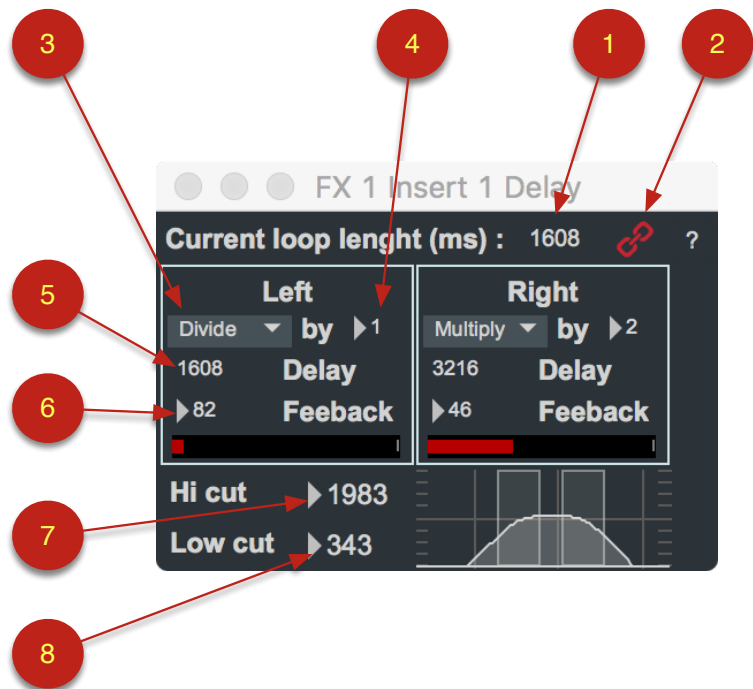 3
4
1
2
FX 1 Insert 1 Delay
Current loop lenght (ms) : 1608 ?
Left
Right
5
Divide by 1
Multiply by 2
1608 Delay
3216 Delay
6
82 Feeback
46 Feeback
Hi cut 1983
7
Low cut 343
8